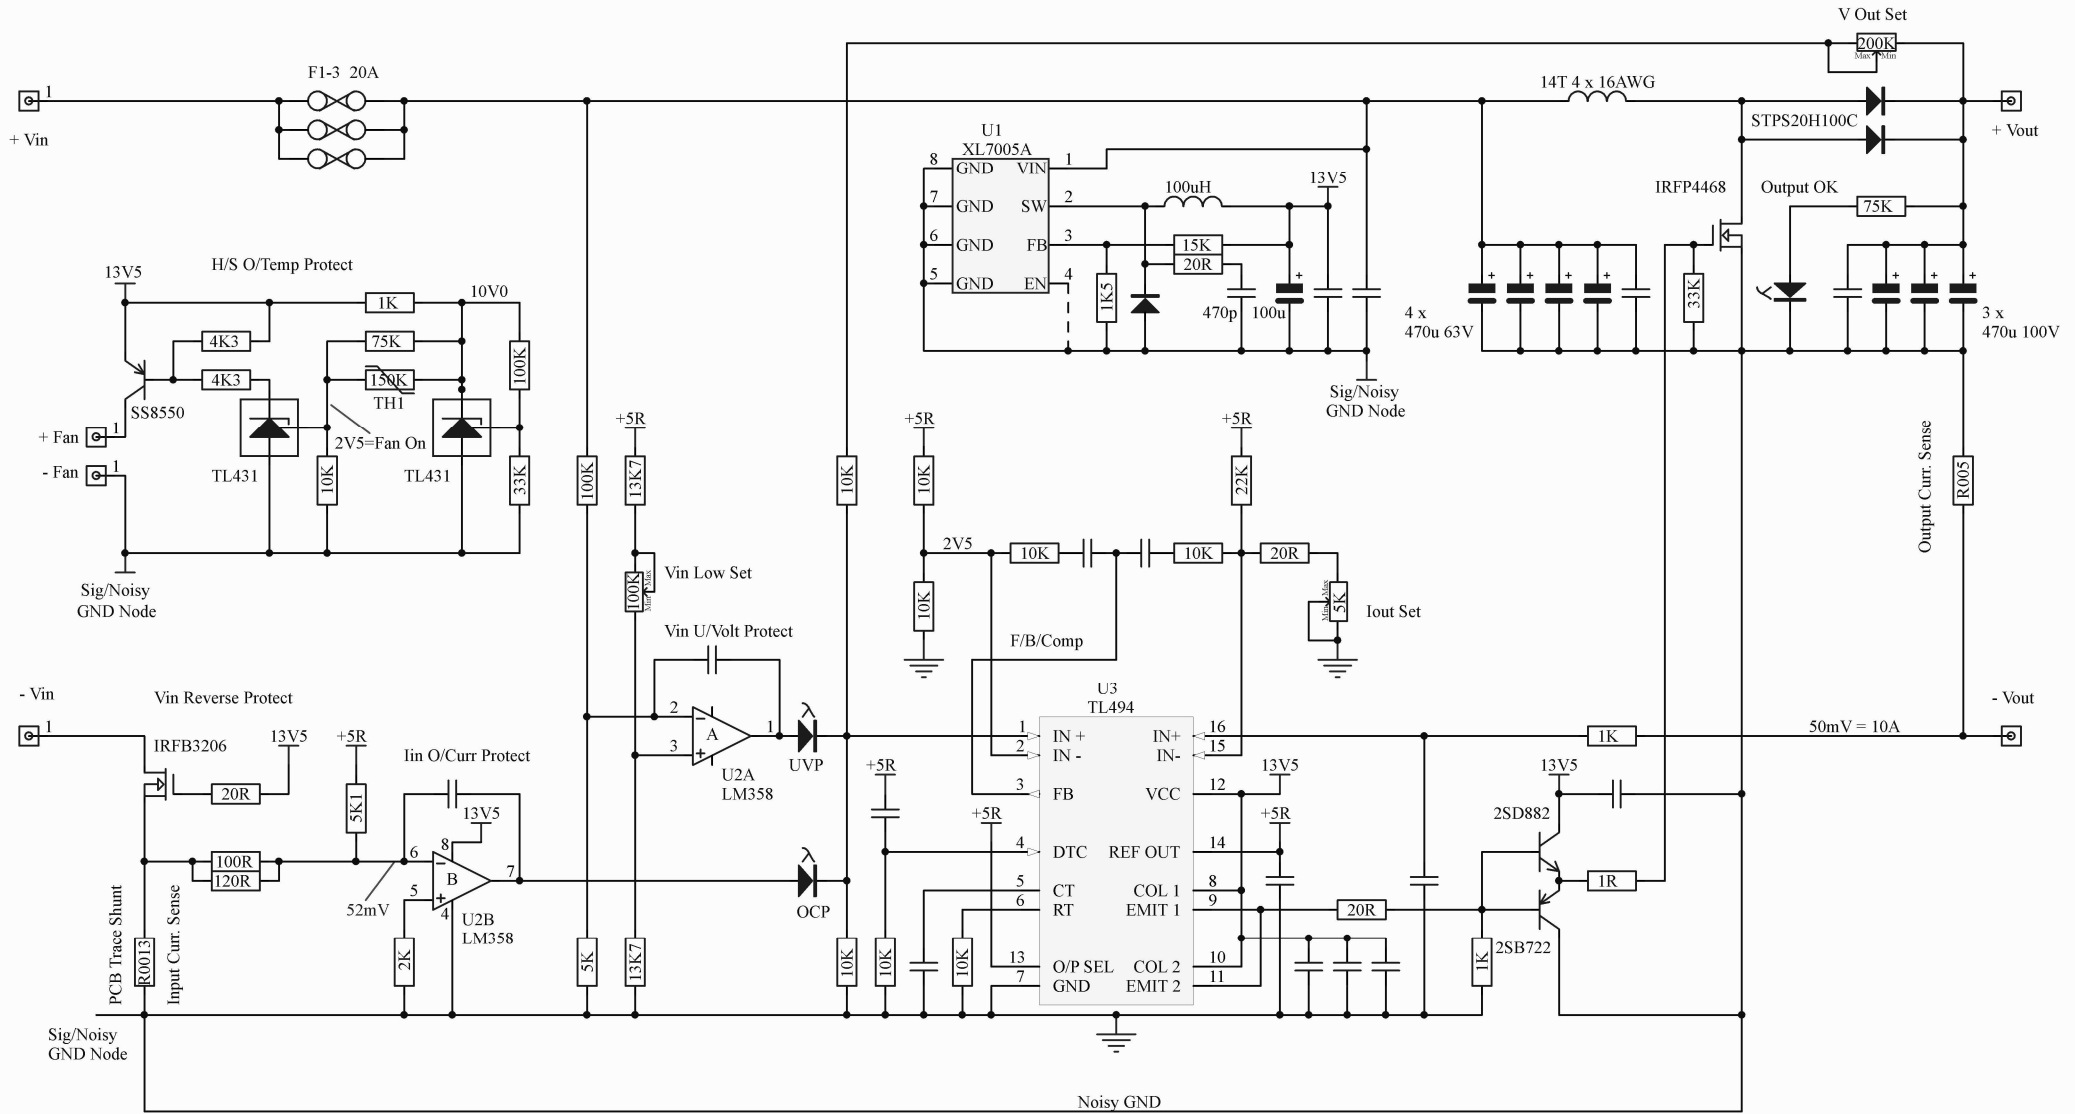 V Out Set
200K
Max
Min
F1-3 20A
14T 4 x 16AWG
1
+ Vin
STPS20H100C
+ Vout
U1
XL7005A
8 GND VIN 1
7 GND SW 2
6 GND FB 3
5 GND EN 4
100uH
13V5
15K
20R
1K5
470p
100u
Sig/Noisy
GND Node
IRFP4468
Output OK
75K
4 x
470u 63V
+
+
+
+
33K
+
+
+
3 x
470u 100V
H/S O/Temp Protect
13V5
1K
10V0
4K3
75K
4K3
150K
TH1
100K
SS8550
+ Fan
1
2V5=Fan On
- Fan
1
TL431
10K
TL431
33K
Sig/Noisy
GND Node
100K
+5R
13K7
100K
Min
Max
Vin Low Set
Vin U/Volt Protect
10K
+5R
10K
2V5
10K
10K
10K
+5R
22K
20R
5K
Min
Max
Iout Set
F/B/Comp
Output Curr. Sense
R005
- Vin
1
Vin Reverse Protect
IRFB3206
13V5
20R
+5R
5K1
Iin O/Curr Protect
13V5
100R
120R
52mV
6
8
B
7
5
4
U2B
LM358
2K
PCB Trace Shunt
R0013
Input Curr. Sense
Sig/Noisy
GND Node
2
A
1
3
U2A
LM358
UVP
OCP
5K
13K7
10K
+5R
10K
10K
+5R
U3
TL494
1 IN + IN+ 16
2 IN - IN- 15
3 FB VCC 12
4 DTC REF OUT 14
5 CT COL 1 8
6 RT EMIT 1 9
13 O/P SEL COL 2 10
7 GND EMIT 2 11
13V5
+5R
20R
1K
1K
50mV = 10A
- Vout
13V5
2SD882
1R
2SB722
Noisy GND